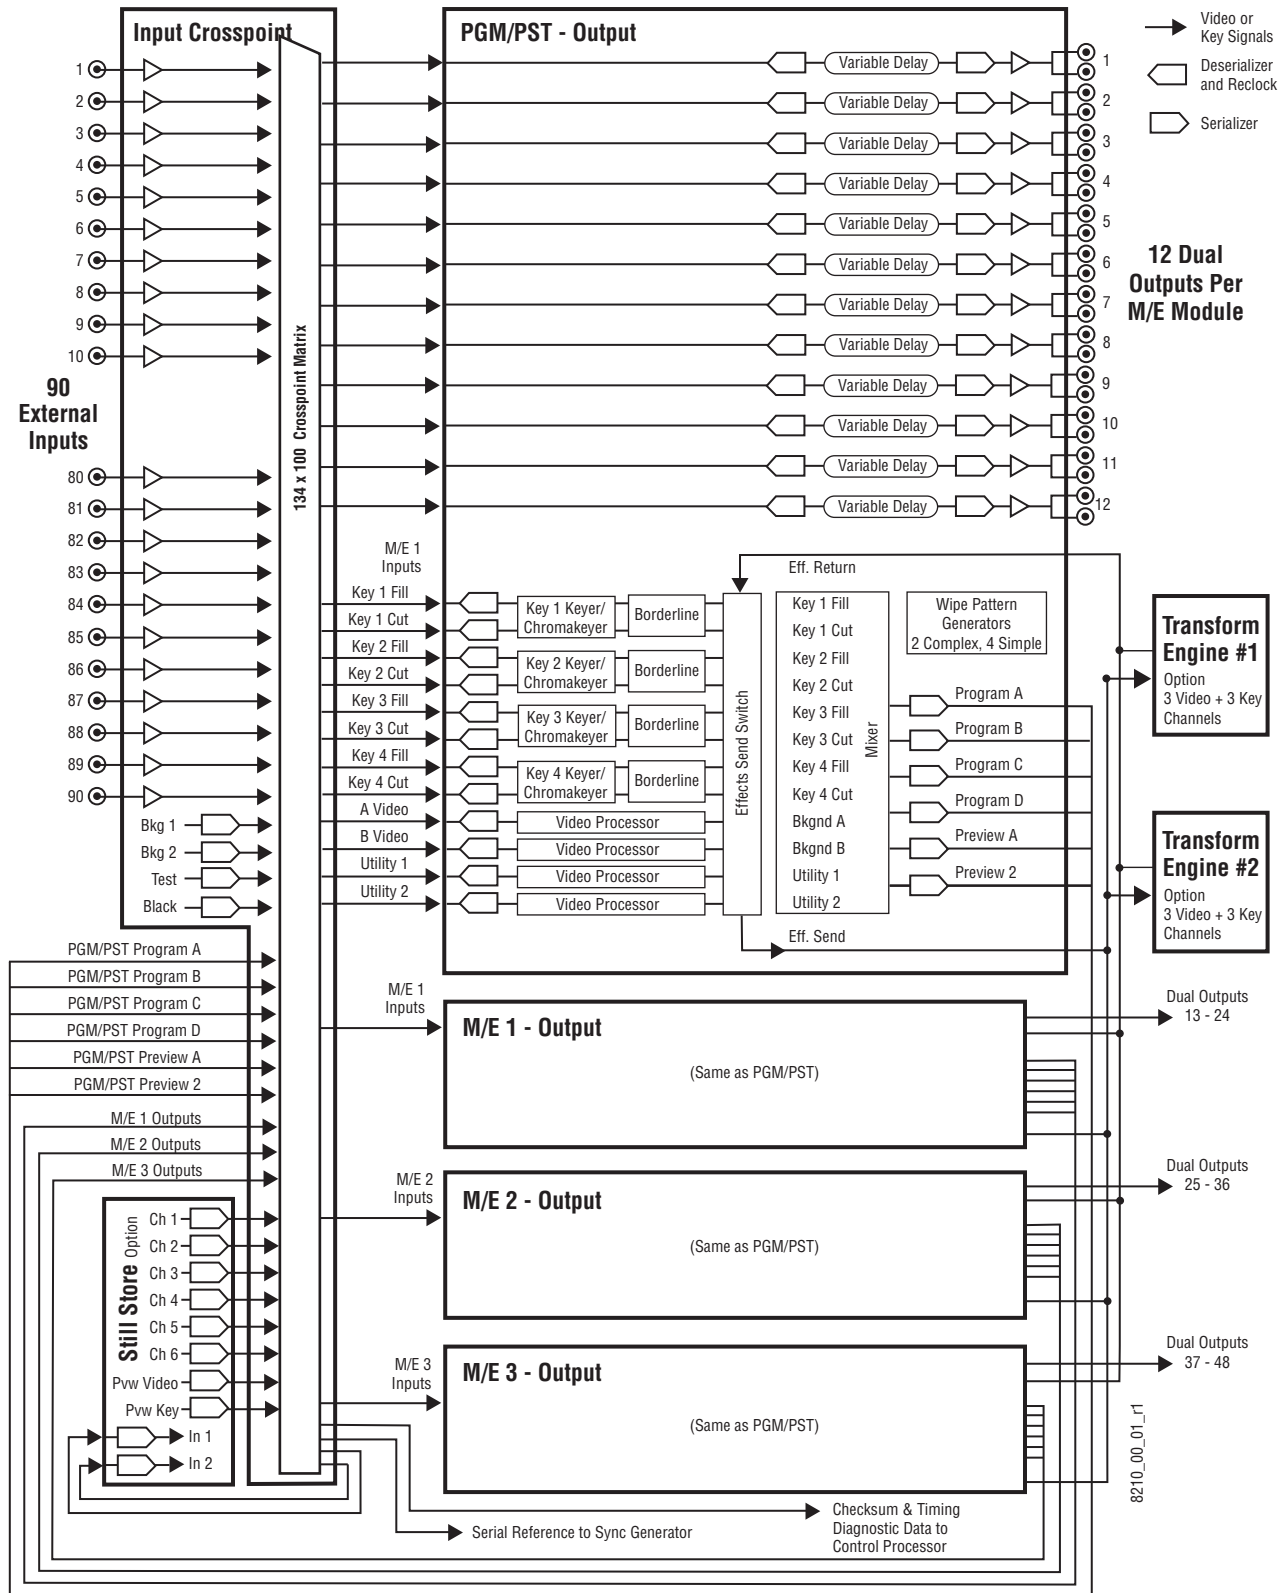 Input Crosspoint
1
2
3
4
5
6
7
8
9
10
90
External
Inputs
80
81
82
83
84
85
86
87
88
89
90
Bkg 1
Bkg 2
Test
Black
134 x 100 Crosspoint Matrix
PGM/PST Program A
PGM/PST Program B
PGM/PST Program C
PGM/PST Program D
PGM/PST Preview A
PGM/PST Preview 2
M/E 1 Outputs
M/E 2 Outputs
M/E 3 Outputs
Still Store Option
Ch 1
Ch 2
Ch 3
Ch 4
Ch 5
Ch 6
Pvw Video
Pvw Key
In 1
In 2
PGM/PST - Output
Variable Delay
Variable Delay
Variable Delay
Variable Delay
Variable Delay
Variable Delay
Variable Delay
Variable Delay
Variable Delay
Variable Delay
Variable Delay
Variable Delay
1
2
3
4
5
6
7
8
9
10
11
12
Video or
Key Signals
Deserializer
and Reclock
Serializer
12 Dual
Outputs Per
M/E Module
M/E 1
Inputs
Key 1 Fill
Key 1 Cut
Key 2 Fill
Key 2 Cut
Key 3 Fill
Key 3 Cut
Key 4 Fill
Key 4 Cut
A Video
B Video
Utility 1
Utility 2
Key 1 Keyer/
Chromakeyer
Borderline
Key 2 Keyer/
Chromakeyer
Borderline
Key 3 Keyer/
Chromakeyer
Borderline
Key 4 Keyer/
Chromakeyer
Borderline
Video Processor
Video Processor
Video Processor
Video Processor
Effects Send Switch
Eff. Return
Key 1 Fill
Key 1 Cut
Key 2 Fill
Key 2 Cut
Key 3 Fill
Key 3 Cut
Key 4 Fill
Key 4 Cut
Bkgnd A
Bkgnd B
Utility 1
Utility 2
Mixer
Eff. Send
Wipe Pattern
Generators
2 Complex, 4 Simple
Program A
Program B
Program C
Program D
Preview A
Preview 2
Transform
Engine #1
Option
3 Video + 3 Key
Channels
Transform
Engine #2
Option
3 Video + 3 Key
Channels
M/E 1
Inputs
M/E 1 - Output
(Same as PGM/PST)
Dual Outputs
13 - 24
M/E 2
Inputs
M/E 2 - Output
(Same as PGM/PST)
Dual Outputs
25 - 36
M/E 3
Inputs
M/E 3 - Output
(Same as PGM/PST)
Dual Outputs
37 - 48
Serial Reference to Sync Generator
Checksum & Timing
Diagnostic Data to
Control Processor
8210_00_01_r1